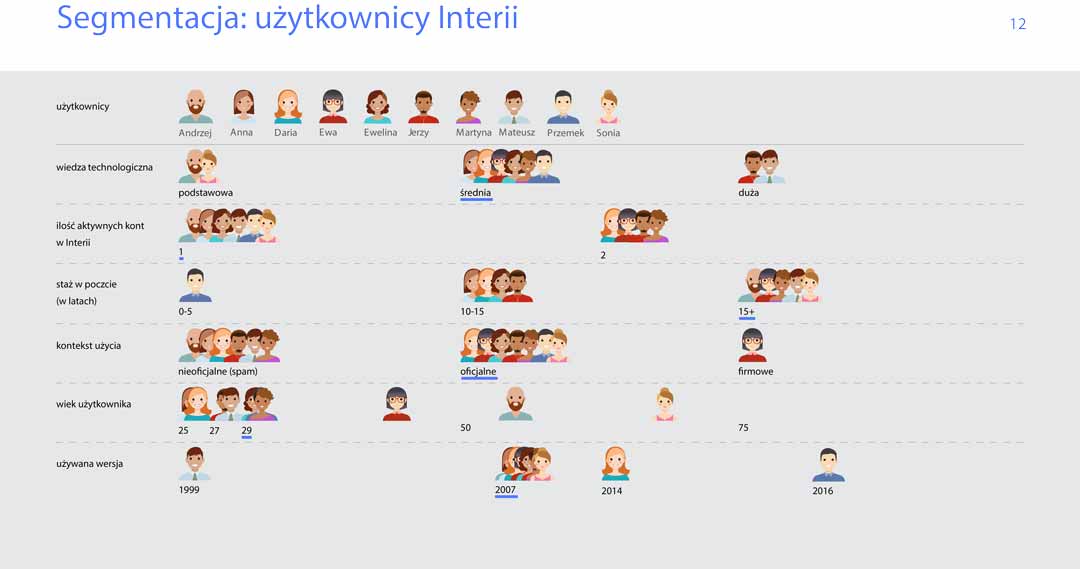 Segmentacja: użytkownicy Interii
12
użytkownicy
Andrzej Anna Daria Ewa Ewelina Jerzy Martyna Mateusz Przemek Sonia
wiedza technologiczna
podstawowa średnia duża
ilość aktywnych kont
w Interii
1 2
staż w poczcie
(w latach)
0-5 10-15 15+
kontekst użycia
nieoficjalne (spam) oficjalne firmowe
wiek użytkownika
25 27 29 50 75
używana wersja
1999 2007 2014 2016